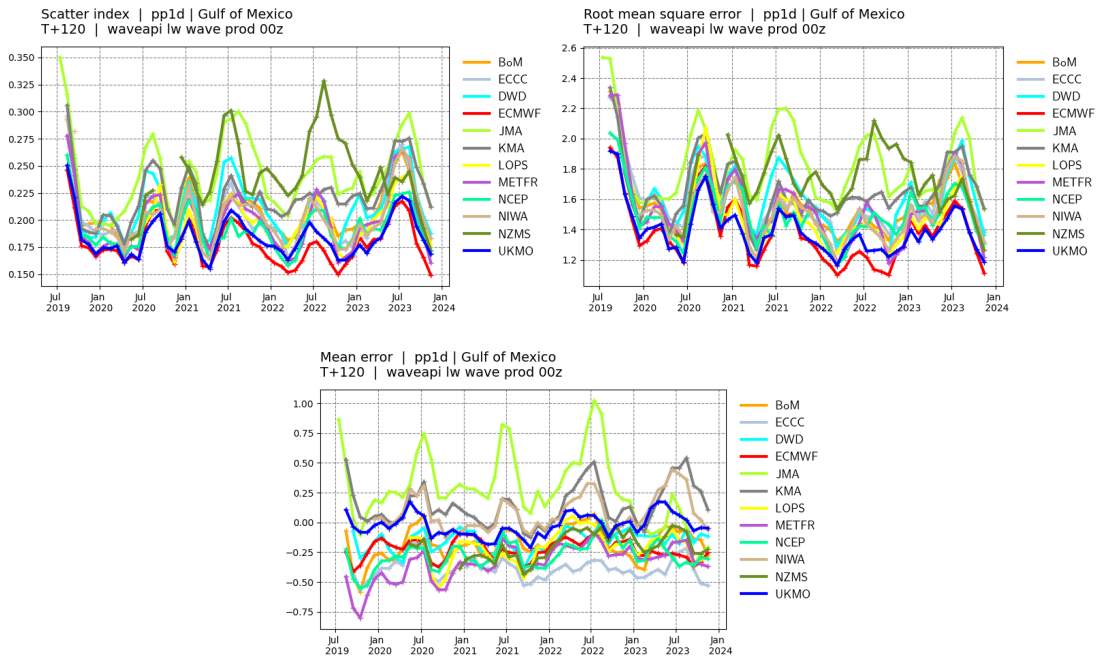 Scatter index | pp1d | Gulf of Mexico
T+120 | waveapi lw wave prod 00z
0.350
0.325
0.300
0.275
0.250
0.225
0.200
0.175
0.150
Jul
2019
Jan
2020
Jul
2020
Jan
2021
Jul
2021
Jan
2022
Jul
2022
Jan
2023
Jul
2023
Jan
2024
BoM
ECCC
DWD
ECMWF
JMA
KMA
LOPS
METFR
NCEP
NIWA
NZMS
UKMO
Root mean square error | pp1d | Gulf of Mexico
T+120 | waveapi lw wave prod 00z
2.6
2.4
2.2
2.0
1.8
1.6
1.4
1.2
Jul
2019
Jan
2020
Jul
2020
Jan
2021
Jul
2021
Jan
2022
Jul
2022
Jan
2023
Jul
2023
Jan
2024
BoM
ECCC
DWD
ECMWF
JMA
KMA
LOPS
METFR
NCEP
NIWA
NZMS
UKMO
Mean error | pp1d | Gulf of Mexico
T+120 | waveapi lw wave prod 00z
1.00
0.75
0.50
0.25
0.00
−0.25
−0.50
−0.75
Jul
2019
Jan
2020
Jul
2020
Jan
2021
Jul
2021
Jan
2022
Jul
2022
Jan
2023
Jul
2023
Jan
2024
BoM
ECCC
DWD
ECMWF
JMA
KMA
LOPS
METFR
NCEP
NIWA
NZMS
UKMO